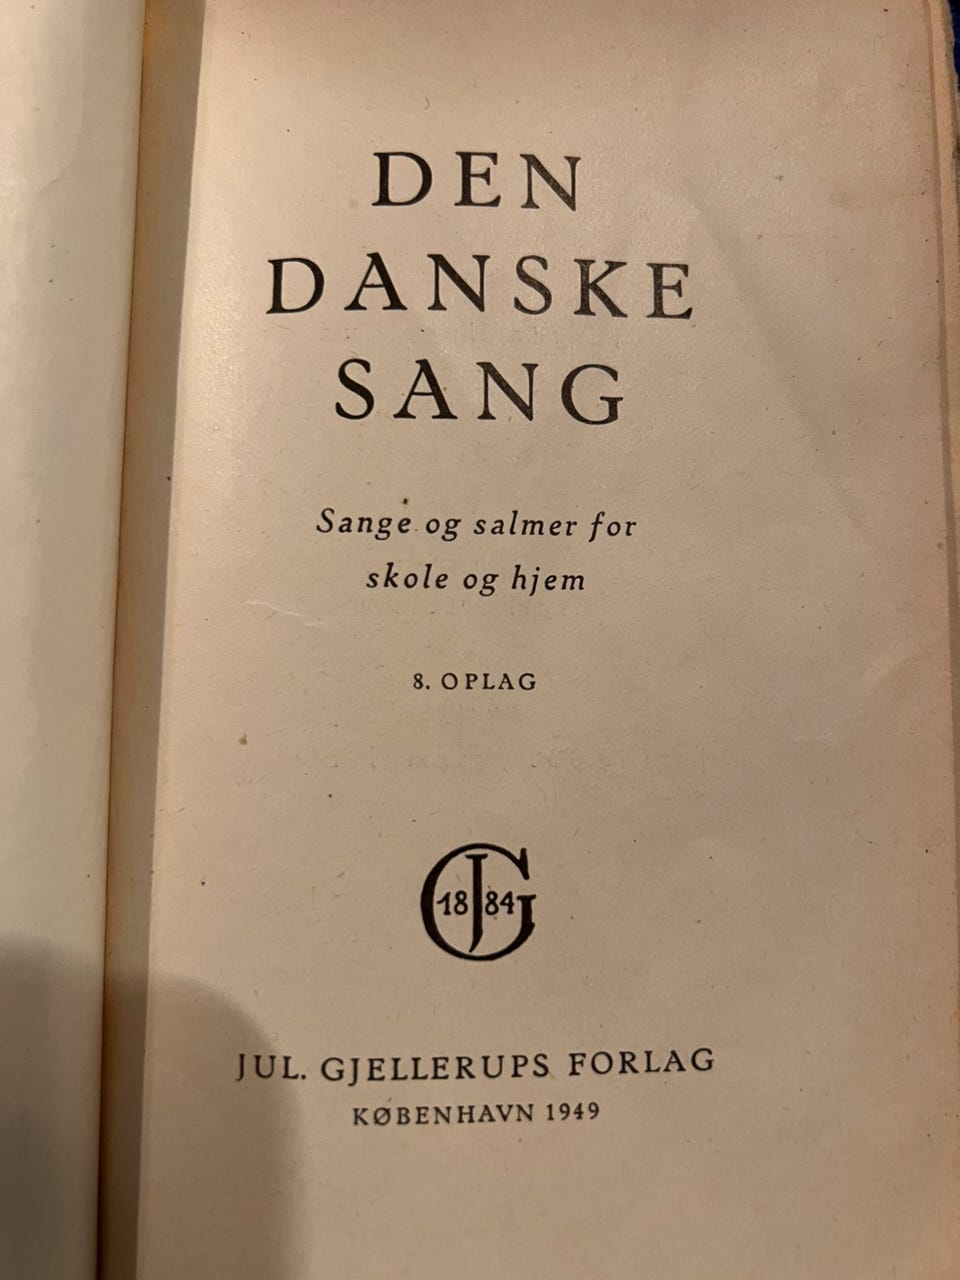 DEN
DANSKE
SANG
Sange og salmer for
skole og hjem
8. OPLAG
18 JG 84
JUL. GJELLERUPS FORLAG
KØBENHAVN 1949